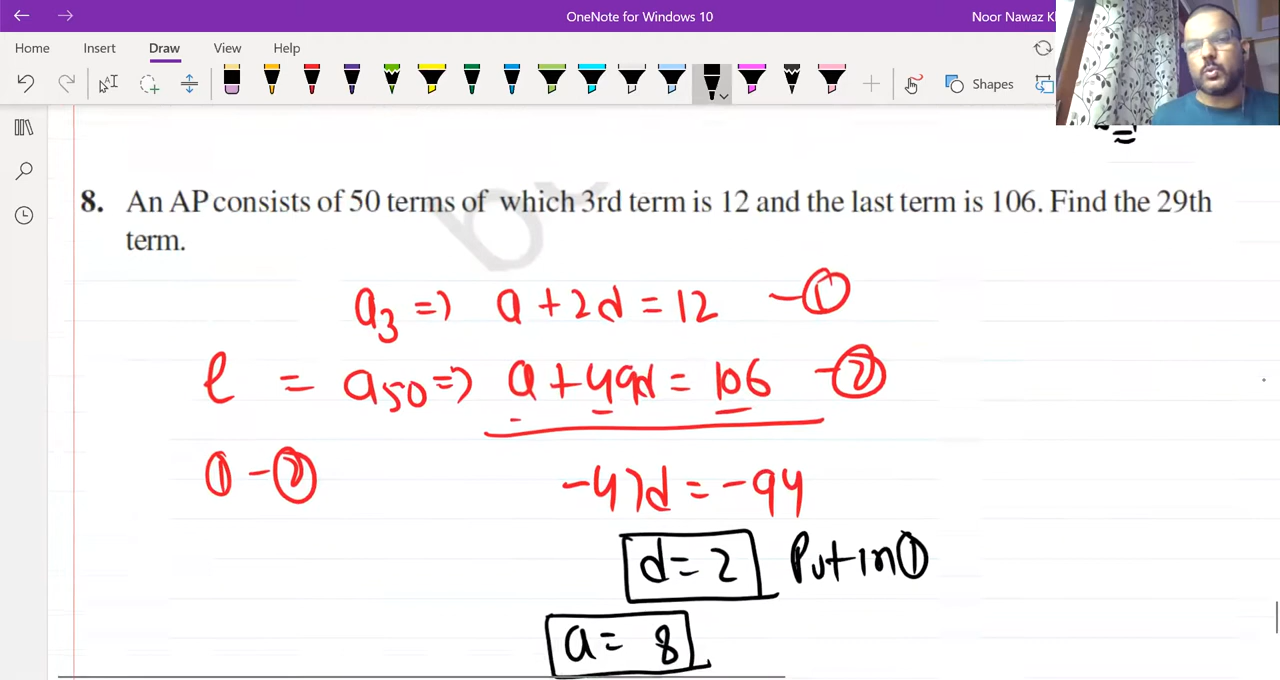 OneNote for Windows 10
Noor Nawaz
Home Insert Draw View Help
Shapes
8. An AP consists of 50 terms of which 3rd term is 12 and the last term is 106. Find the 29th
term.
a3 => a + 2d = 12 - ①
l = a50 => a + 49d = 106 - ②
① - ② -47d = -94
d = 2 Put in ①
a = 8